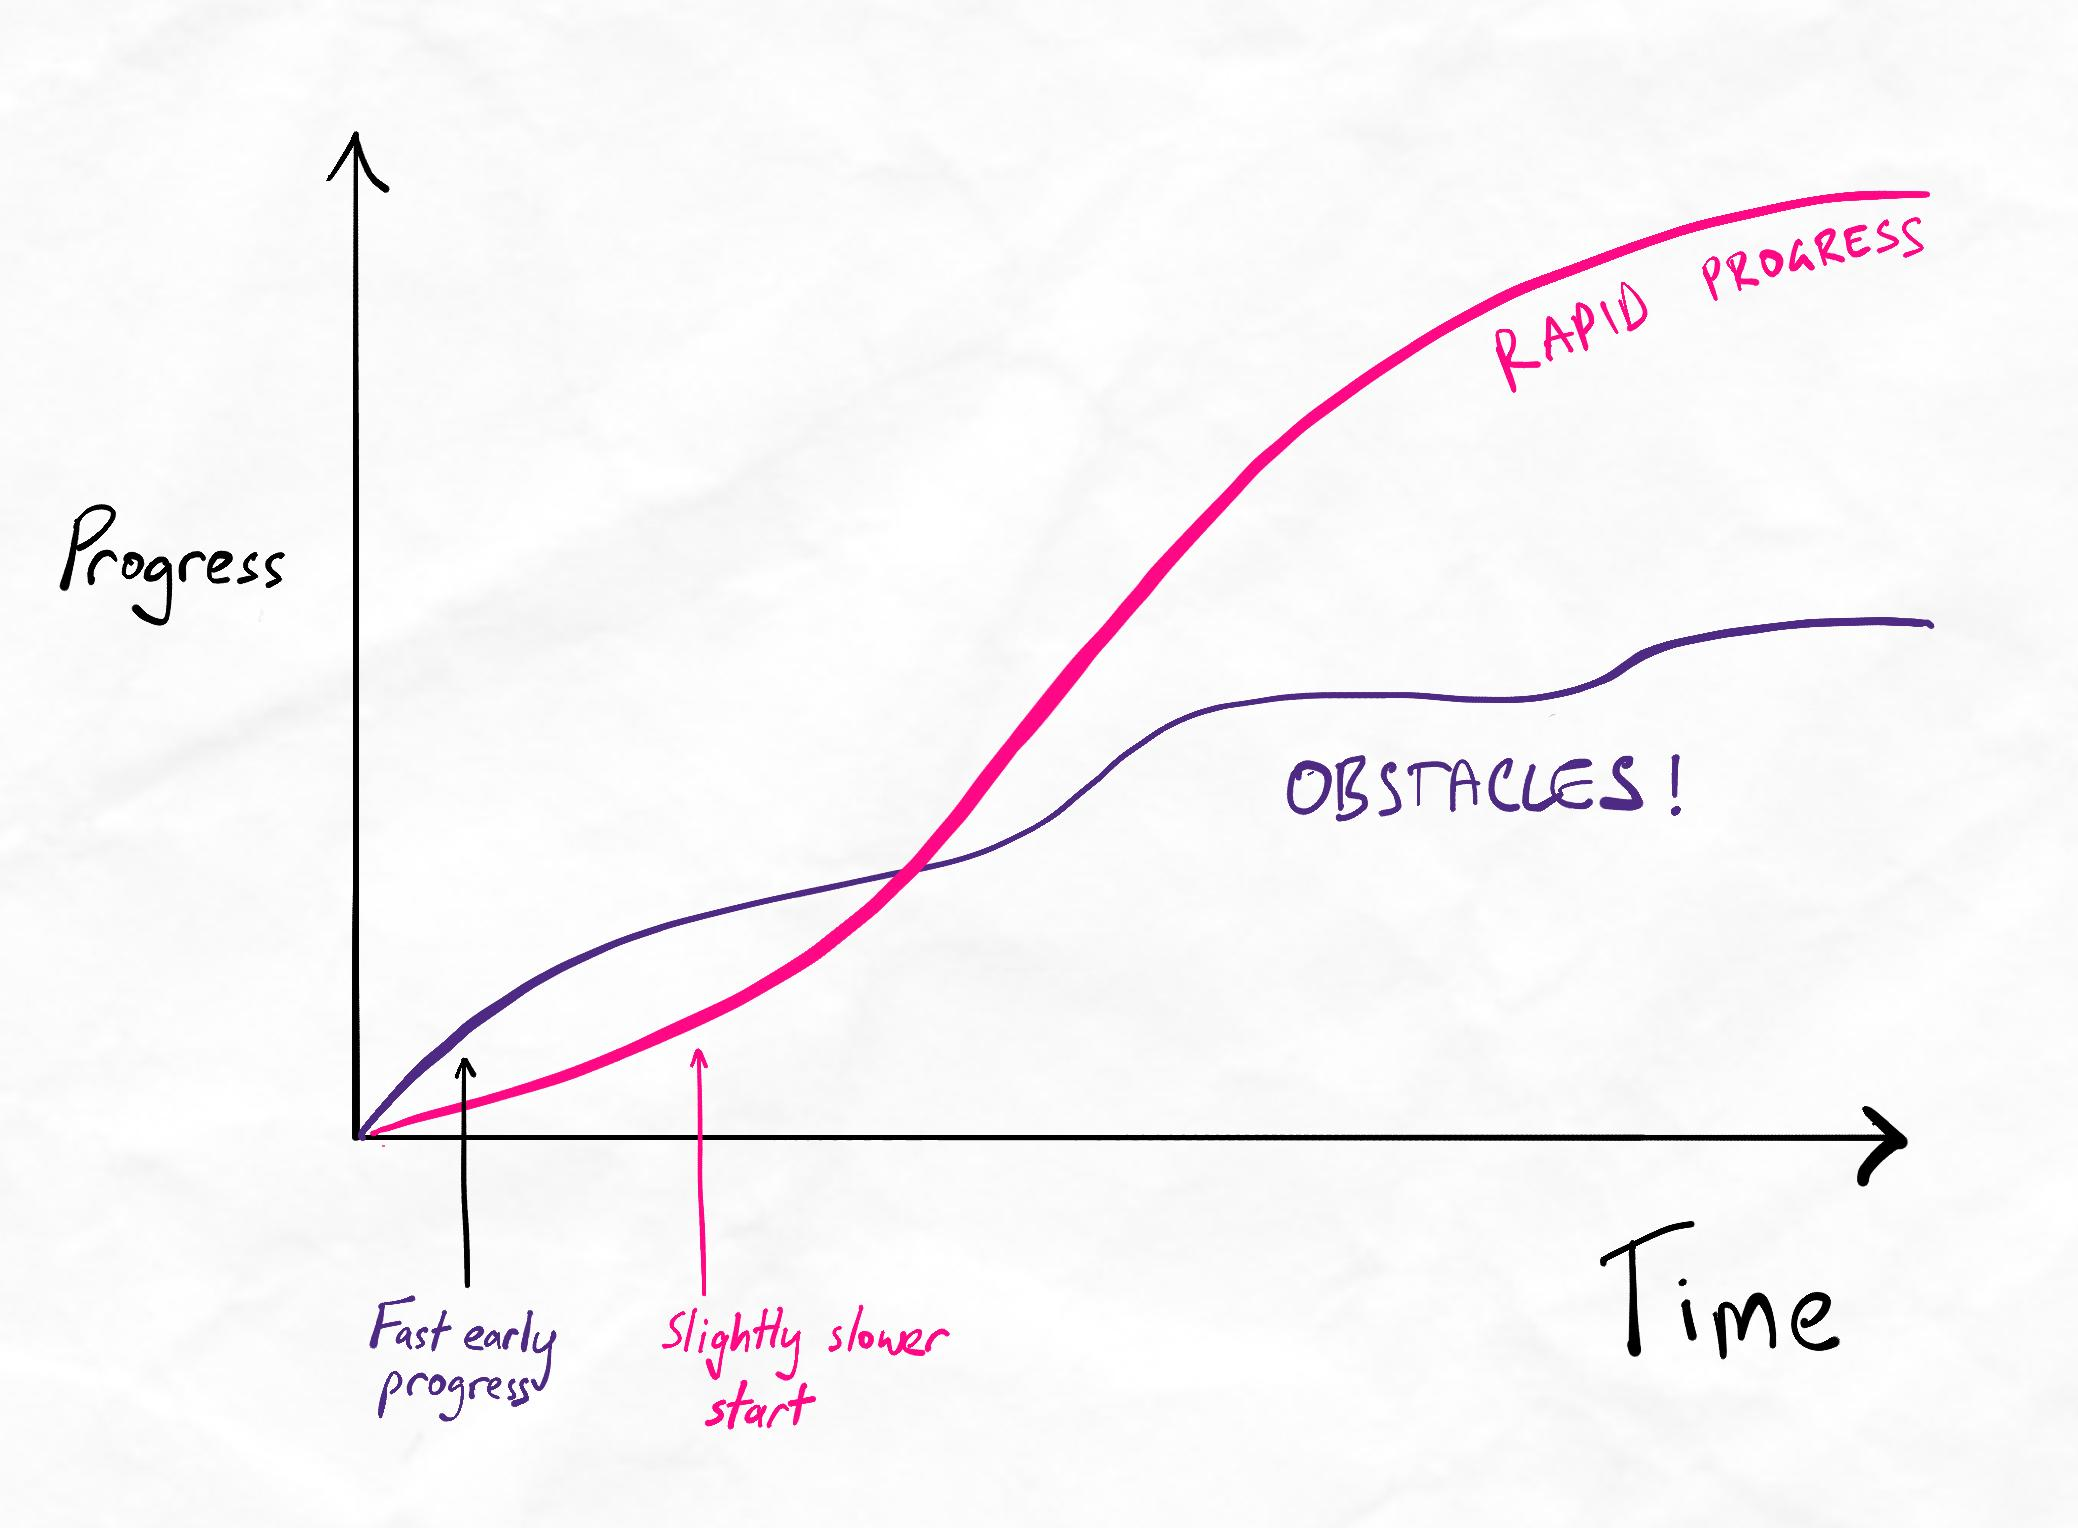 RAPID PROGRESS
Progress
OBSTACLES!
Time
Fast early
progress
Slightly slower
start